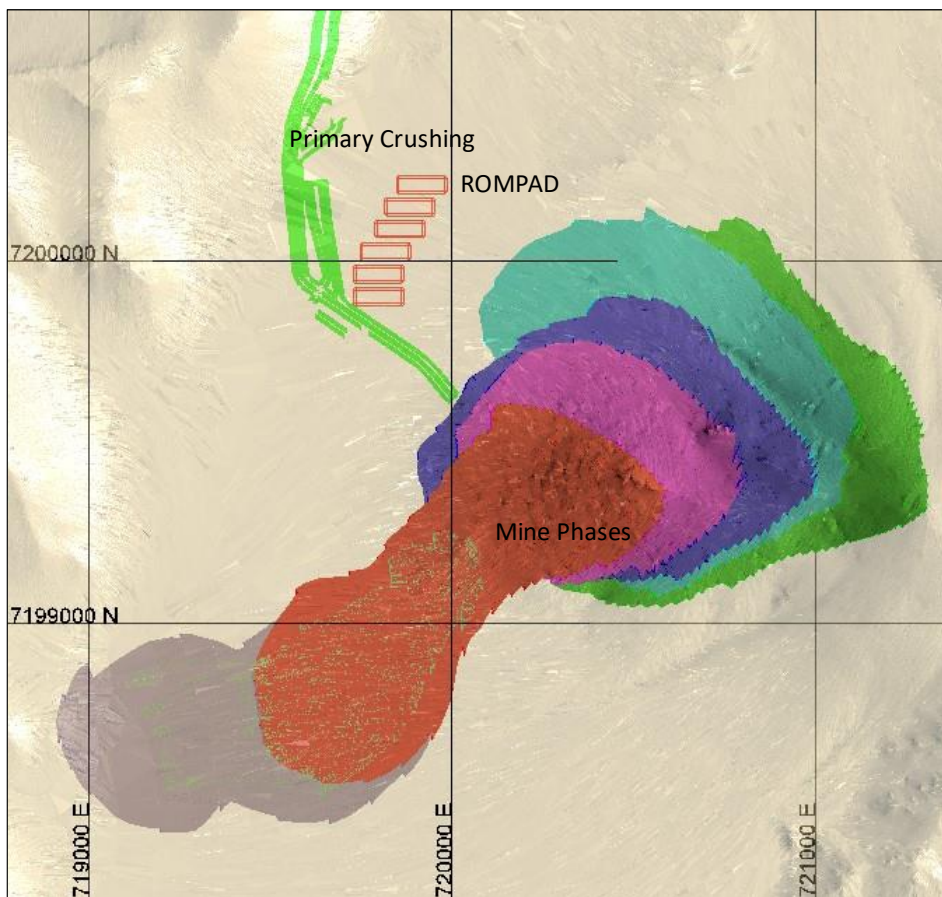 Primary Crushing
ROMPAD
7200000 N
Mine Phases
7199000 N
719000 E
720000 E
721000 E